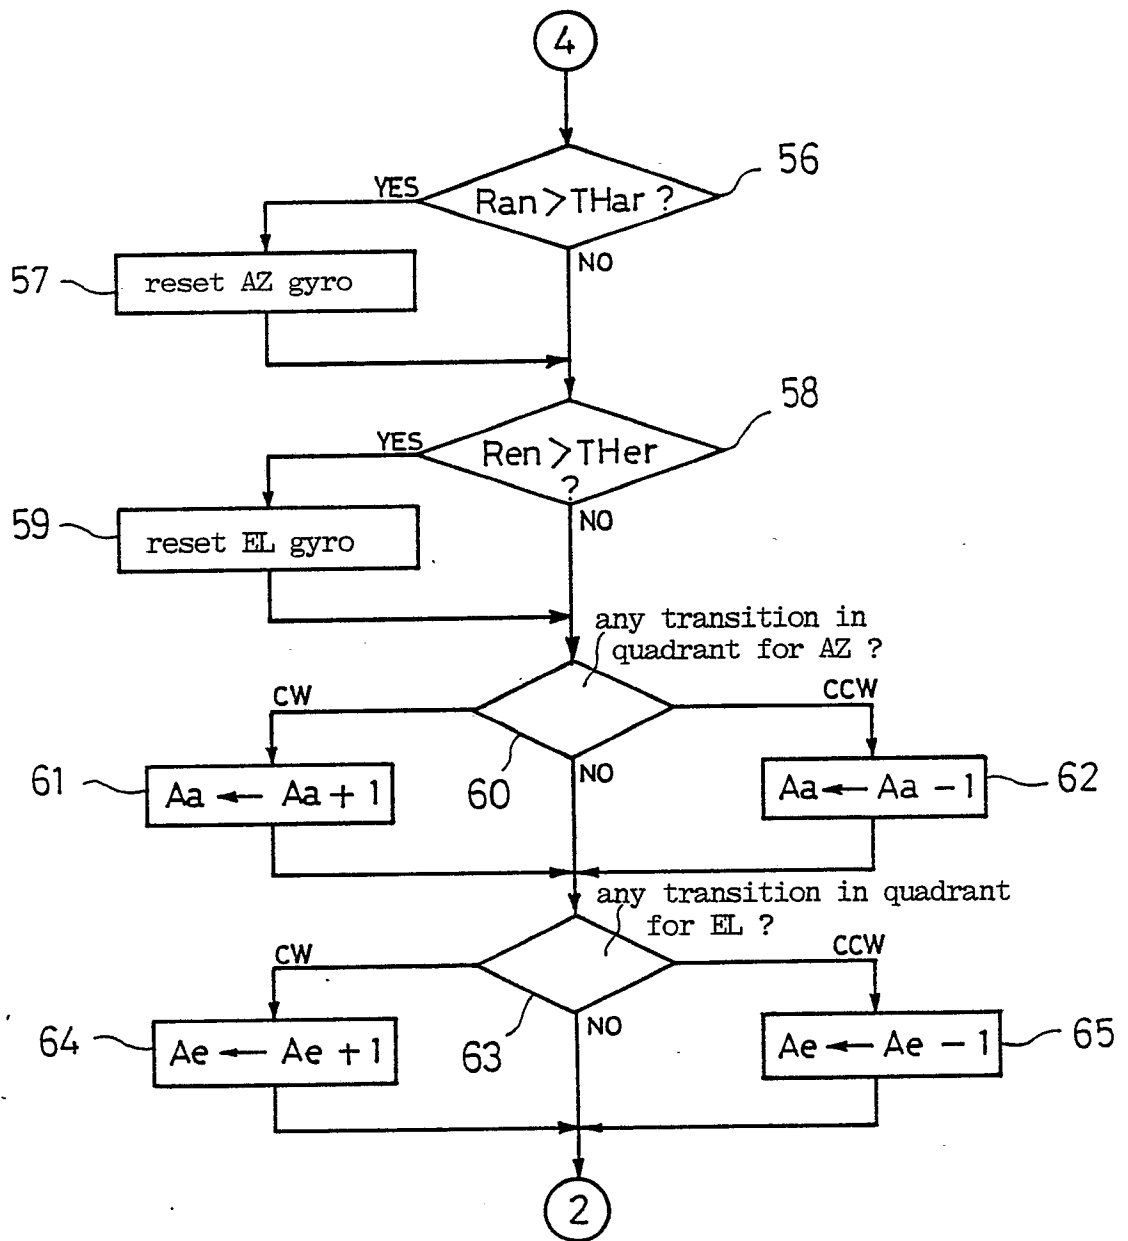 4
56
YES
Ran > THar ?
NO
57
reset AZ gyro
58
YES
Ren > THer
?
NO
59
reset EL gyro
any transition in
quadrant for AZ ?
CW
CCW
60
NO
61
Aa ← Aa + 1
62
Aa ← Aa - 1
any transition in quadrant
for EL ?
CW
CCW
63
NO
64
Ae ← Ae + 1
65
Ae ← Ae - 1
2